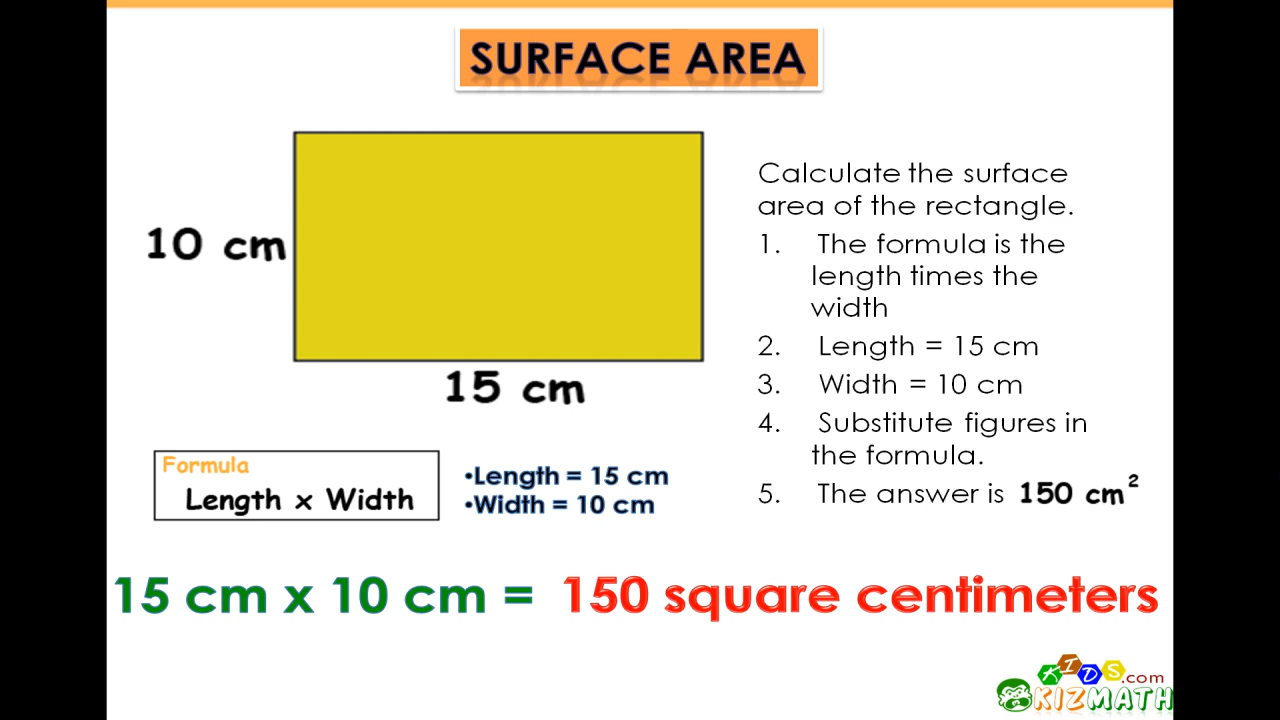 SURFACE AREA
10 cm
15 cm
Calculate the surface
area of the rectangle.
1. The formula is the
length times the
width
2. Length = 15 cm
3. Width = 10 cm
4. Substitute figures in
the formula.
5. The answer is 150 cm²
Formula
Length x Width
•Length = 15 cm
•Width = 10 cm
15 cm x 10 cm = 150 square centimeters
KIDS.com
KIZMATH